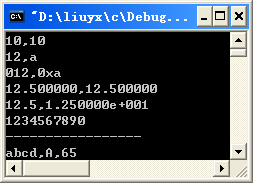 "D:\liuyx\c\Debug...
10,10
12,a
012,0xa
12.500000,12.500000
12.5,1.250000e+001
1234567890
-----------------
abcd,A,65